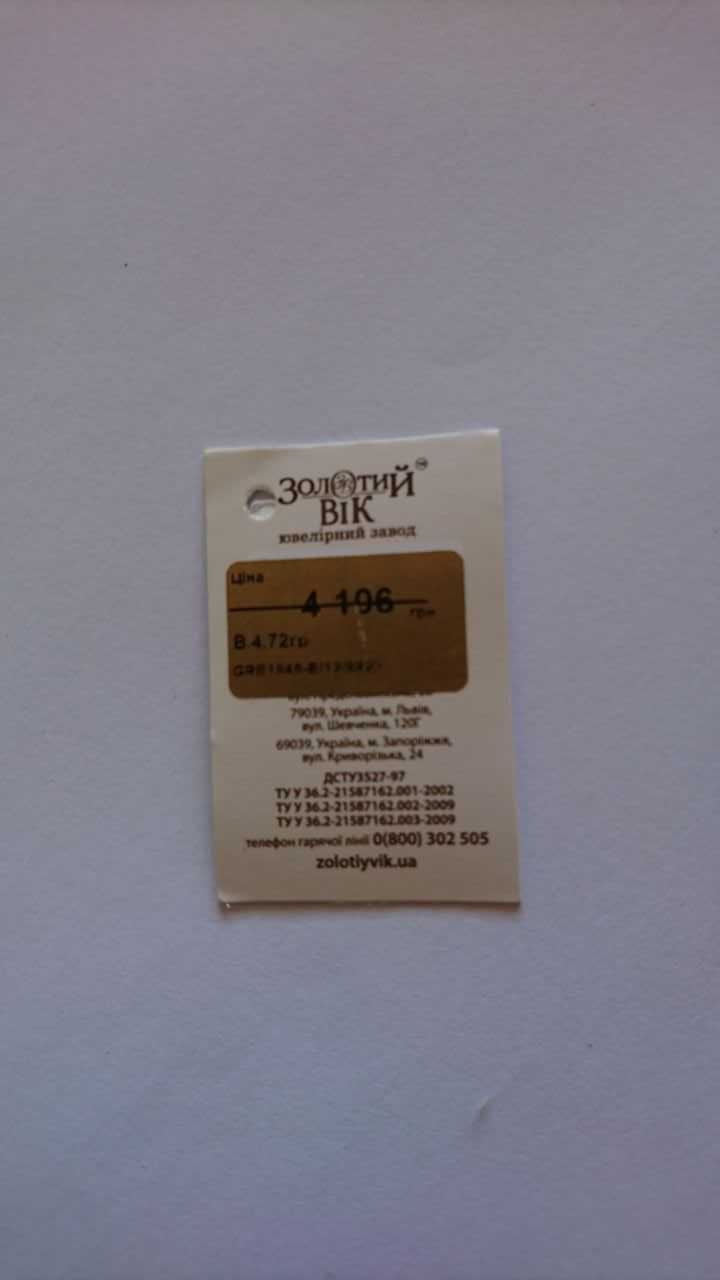 ЗОЛОТИЙ
ВІК
ювелірний завод
Ціна
4 196 грн
В.4.72гр
79039, Україна, м. Львів,
вул. Шевченка, 120Г
69039, Україна, м. Запоріжжя,
вул. Криворізька, 24
ДСТУ3527-97
ТУ У 36.2-21587162.001-2002
ТУ У 36.2-21587162.002-2009
ТУ У 36.2-21587162.003-2009
телефон гарячої лінії 0(800) 302 505
zolotiyvik.ua